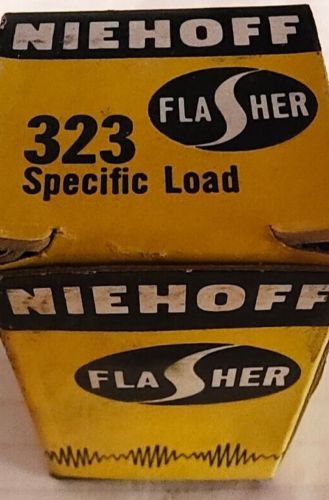 NIEHOFF
FLASHER
323
Specific Load
NIEHOFF
FLASHER